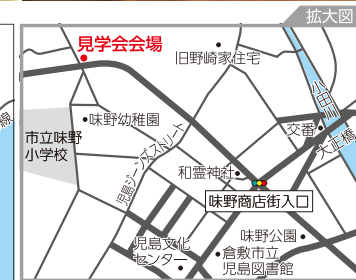 拡大図
見学会会場
旧野崎家住宅
小田川
味野幼稚園
交番
大正橋
市立味野
小学校
児島ジーンズストリート
和霊神社
味野商店街入口
味野公園
児島文化
センター
倉敷市立
児島図書館
線